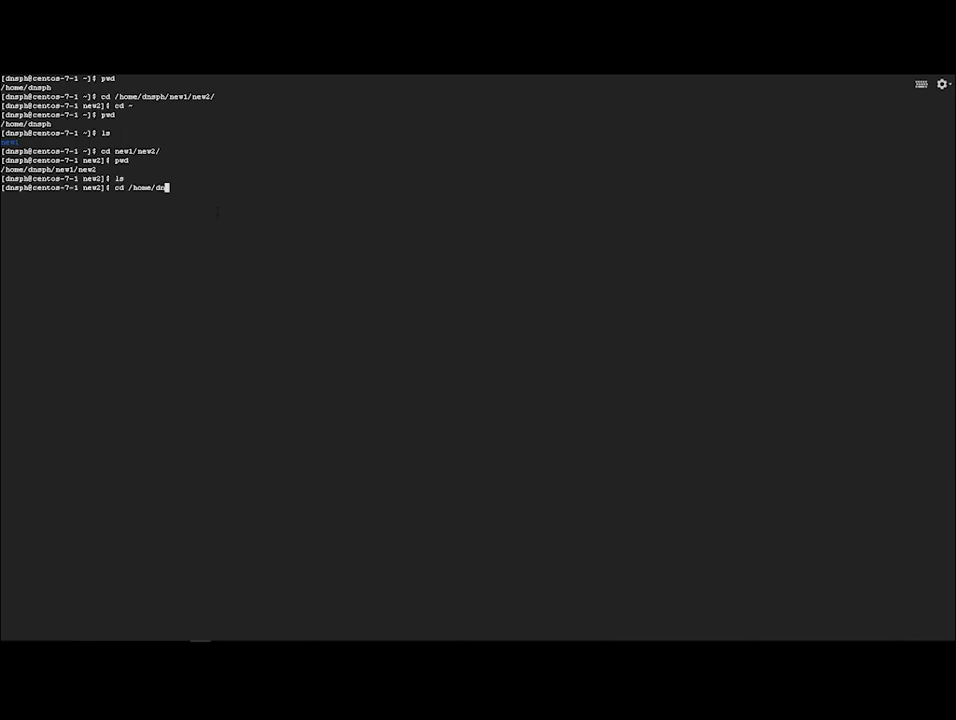 [dnsph@centos-7-1 ~]$ pwd
/home/dnsph
[dnsph@centos-7-1 ~]$ cd /home/dnsph/new1/new2/
[dnsph@centos-7-1 new2]$ cd ~
[dnsph@centos-7-1 ~]$ pwd
/home/dnsph
[dnsph@centos-7-1 ~]$ ls
new1
[dnsph@centos-7-1 ~]$ cd new1/new2/
[dnsph@centos-7-1 new2]$ pwd
/home/dnsph/new1/new2
[dnsph@centos-7-1 new2]$ ls
[dnsph@centos-7-1 new2]$ cd /home/dn